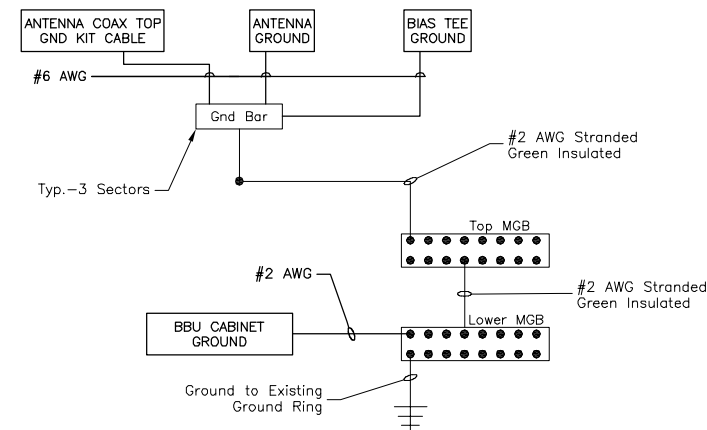 ANTENNA COAX TOP
GND KIT CABLE
ANTENNA
GROUND
BIAS TEE
GROUND
#6 AWG
Gnd Bar
#2 AWG Stranded
Green Insulated
Typ.-3 Sectors
Top MGB
#2 AWG
#2 AWG Stranded
Green Insulated
BBU CABINET
GROUND
Lower MGB
Ground to Existing
Ground Ring